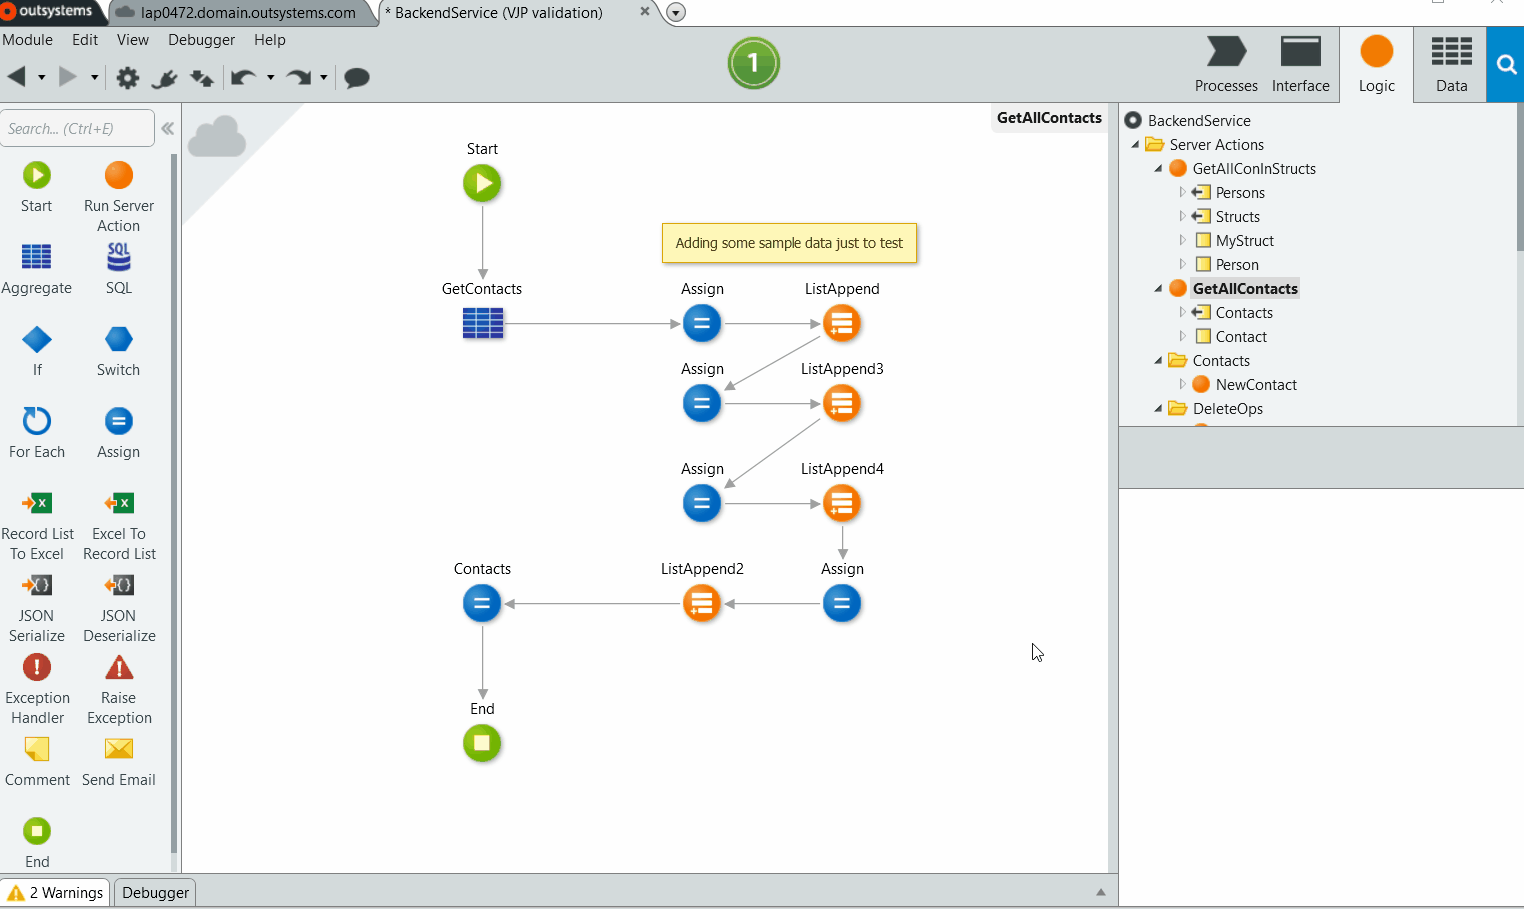 outsystems
lap0472.domain.outsystems.com
* BackendService (VJP validation)
Module Edit View Debugger Help
1
Processes Interface Logic Data
Search... (Ctrl+E)
Start
Run Server
Action
Aggregate
SQL
SQL
If
Switch
For Each
Assign
Record List
To Excel
Excel To
Record List
JSON
Serialize
JSON
Deserialize
Exception
Handler
Raise
Exception
Comment
Send Email
End
GetAllContacts
Start
Adding some sample data just to test
GetContacts
Assign
ListAppend
Assign
ListAppend3
Assign
ListAppend4
Contacts
ListAppend2
Assign
End
BackendService
Server Actions
GetAllConInStructs
Persons
Structs
MyStruct
Person
GetAllContacts
Contacts
Contact
Contacts
NewContact
DeleteOps
2 Warnings
Debugger